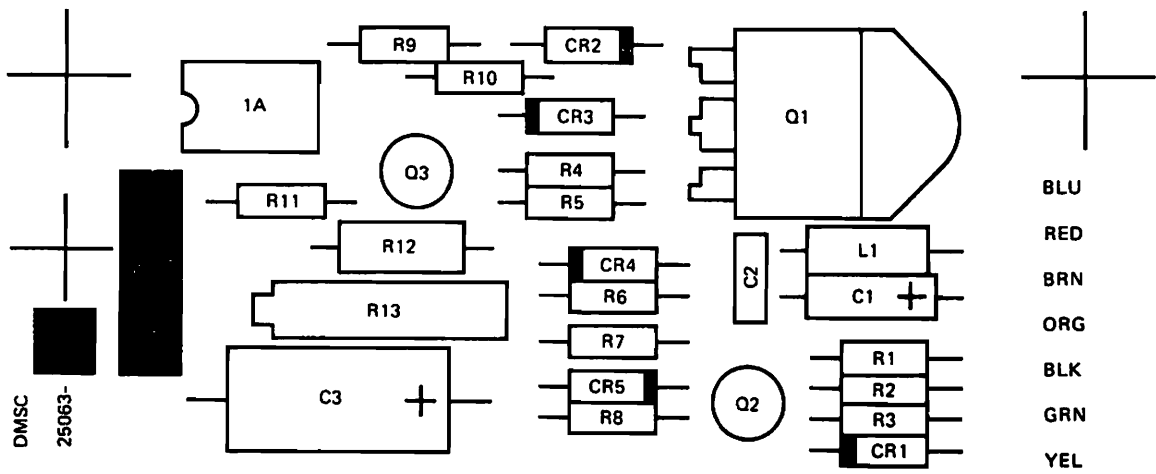 R9
CR2
R10
1A
CR3
Q1
Q3
R4
R5
R11
BLU
RED
BRN
ORG
BLK
GRN
YEL
R12
CR4
R6
C2
L1
C1 +
R13
R7
C3 +
CR5
R8
Q2
R1
R2
R3
CR1
DMSC
25063-